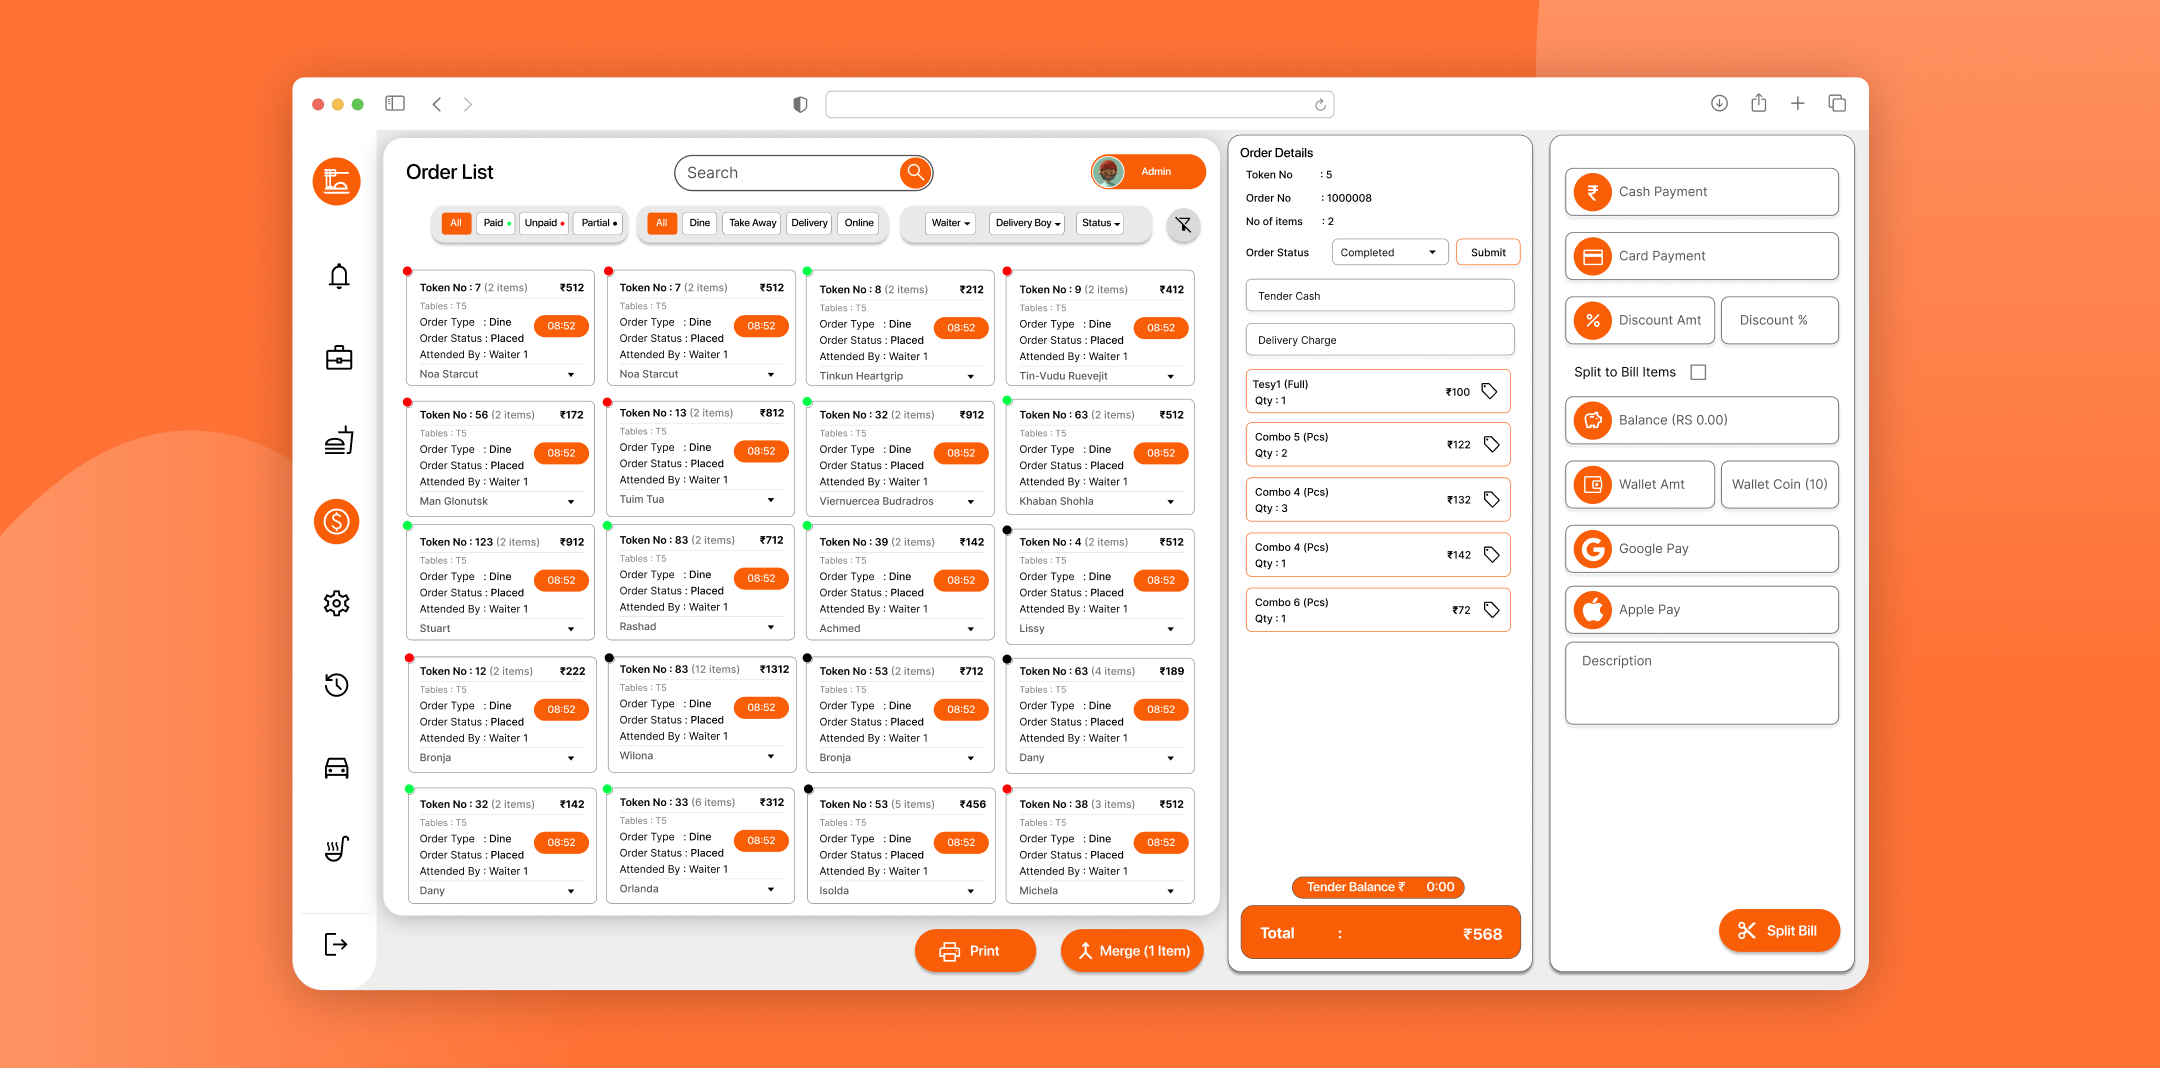 Order List
Search
Admin
All Paid Unpaid Partial
All Dine Take Away Delivery Online
Waiter Delivery Boy Status
Token No : 7 (2 items) ₹512
Tables : T5
Order Type : Dine
08:52
Order Status : Placed
Attended By : Waiter 1
Noa Starcut
Token No : 7 (2 items) ₹512
Tables : T5
Order Type : Dine
08:52
Order Status : Placed
Attended By : Waiter 1
Noa Starcut
Token No : 8 (2 items) ₹212
Tables : T5
Order Type : Dine
08:52
Order Status : Placed
Attended By : Waiter 1
Tinkun Heartgrip
Token No : 9 (2 items) ₹412
Tables : T5
Order Type : Dine
08:52
Order Status : Placed
Attended By : Waiter 1
Tin-Vudu Ruevejit
Token No : 56 (2 items) ₹172
Tables : T5
Order Type : Dine
08:52
Order Status : Placed
Attended By : Waiter 1
Man Glonutsk
Token No : 13 (2 items) ₹812
Tables : T5
Order Type : Dine
08:52
Order Status : Placed
Attended By : Waiter 1
Tuim Tua
Token No : 32 (2 items) ₹912
Tables : T5
Order Type : Dine
08:52
Order Status : Placed
Attended By : Waiter 1
Viernuercea Budradros
Token No : 63 (2 items) ₹512
Tables : T5
Order Type : Dine
08:52
Order Status : Placed
Attended By : Waiter 1
Khaban Shohla
Token No : 123 (2 items) ₹912
Tables : T5
Order Type : Dine
08:52
Order Status : Placed
Attended By : Waiter 1
Stuart
Token No : 83 (2 items) ₹712
Tables : T5
Order Type : Dine
08:52
Order Status : Placed
Attended By : Waiter 1
Rashad
Token No : 39 (2 items) ₹142
Tables : T5
Order Type : Dine
08:52
Order Status : Placed
Attended By : Waiter 1
Achmed
Token No : 4 (2 items) ₹512
Tables : T5
Order Type : Dine
08:52
Order Status : Placed
Attended By : Waiter 1
Lissy
Token No : 12 (2 items) ₹222
Tables : T5
Order Type : Dine
08:52
Order Status : Placed
Attended By : Waiter 1
Bronja
Token No : 83 (12 items) ₹1312
Tables : T5
Order Type : Dine
08:52
Order Status : Placed
Attended By : Waiter 1
Wilona
Token No : 53 (2 items) ₹712
Tables : T5
Order Type : Dine
08:52
Order Status : Placed
Attended By : Waiter 1
Bronja
Token No : 63 (4 items) ₹189
Tables : T5
Order Type : Dine
08:52
Order Status : Placed
Attended By : Waiter 1
Dany
Token No : 32 (2 items) ₹142
Tables : T5
Order Type : Dine
08:52
Order Status : Placed
Attended By : Waiter 1
Dany
Token No : 33 (6 items) ₹312
Tables : T5
Order Type : Dine
08:52
Order Status : Placed
Attended By : Waiter 1
Orlanda
Token No : 53 (5 items) ₹456
Tables : T5
Order Type : Dine
08:52
Order Status : Placed
Attended By : Waiter 1
Isolda
Token No : 38 (3 items) ₹512
Tables : T5
Order Type : Dine
08:52
Order Status : Placed
Attended By : Waiter 1
Michela
Print
Merge (1 Item)
Order Details
Token No : 5
Order No : 1000008
No of items : 2
Order Status Completed Submit
Tender Cash
Delivery Charge
Tesy1 (Full)
₹100
Qty : 1
Combo 5 (Pcs)
₹122
Qty : 2
Combo 4 (Pcs)
₹132
Qty : 3
Combo 4 (Pcs)
₹142
Qty : 1
Combo 6 (Pcs)
₹72
Qty : 1
Tender Balance ₹ 0:00
Total : ₹568
₹ Cash Payment
Card Payment
% Discount Amt Discount %
Split to Bill Items
Balance (RS 0.00)
Wallet Amt Wallet Coin (10)
G Google Pay
Apple Pay
Description
Split Bill